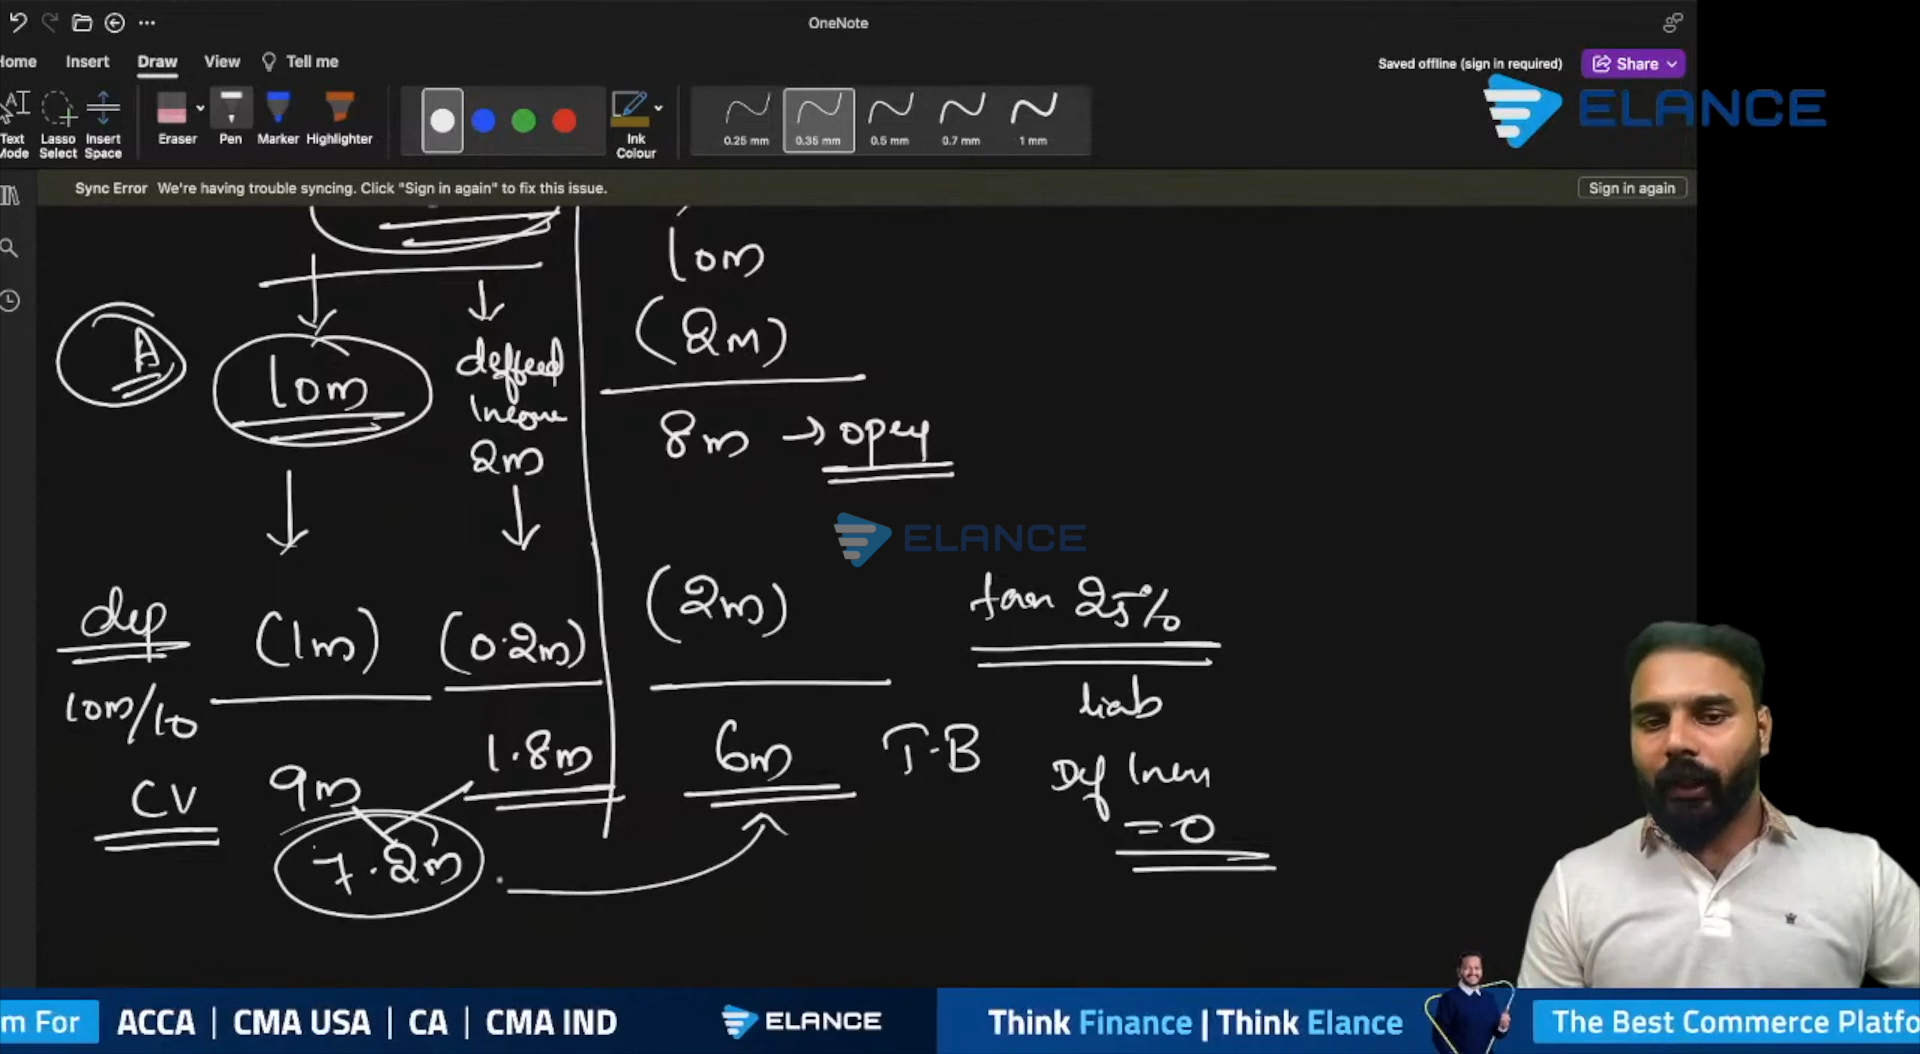 OneNote
Home Insert Draw View Tell me
Saved offline (sign in required) Share
Text Mode
Lasso Select
Insert Space
Eraser
Pen
Marker
Highlighter
Ink Colour
0.25 mm
0.35 mm
0.5 mm
0.7 mm
1 mm
ELANCE
Sync Error We're having trouble syncing. Click "Sign in again" to fix this issue.
Sign in again
10m
(2m)
A
10m
2m
8m →
ELANCE
dep
(1m)
(0.2m)
(2m)
25%
10m/10
liab
CV
9m
1.8m
6m
T.B
Def
= 0
7.2m
m For
ACCA | CMA USA | CA | CMA IND
ELANCE
Think Finance | Think Elance
The Best Commerce Platfo